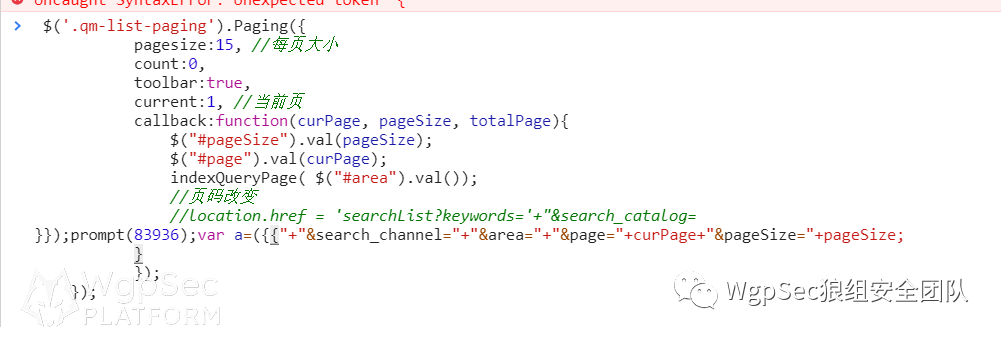 Uncaught SyntaxError: Unexpected token '{'
> $('.qm-list-paging').Paging({
pagesize:15, //每页大小
count:0,
toolbar:true,
current:1, //当前页
callback:function(curPage, pageSize, totalPage){
$("#pageSize").val(pageSize);
$("#page").val(curPage);
indexQueryPage( $("#area").val());
//页码改变
//location.href = 'searchList?keywords='+"&search_catalog=
}});prompt(83936);var a=({{"+"&search_channel="+"&area="+"&page="+curPage+"&pageSize="+pageSize;
}
});
});
WgpSec
PLATFORM
WgpSec狼组安全团队